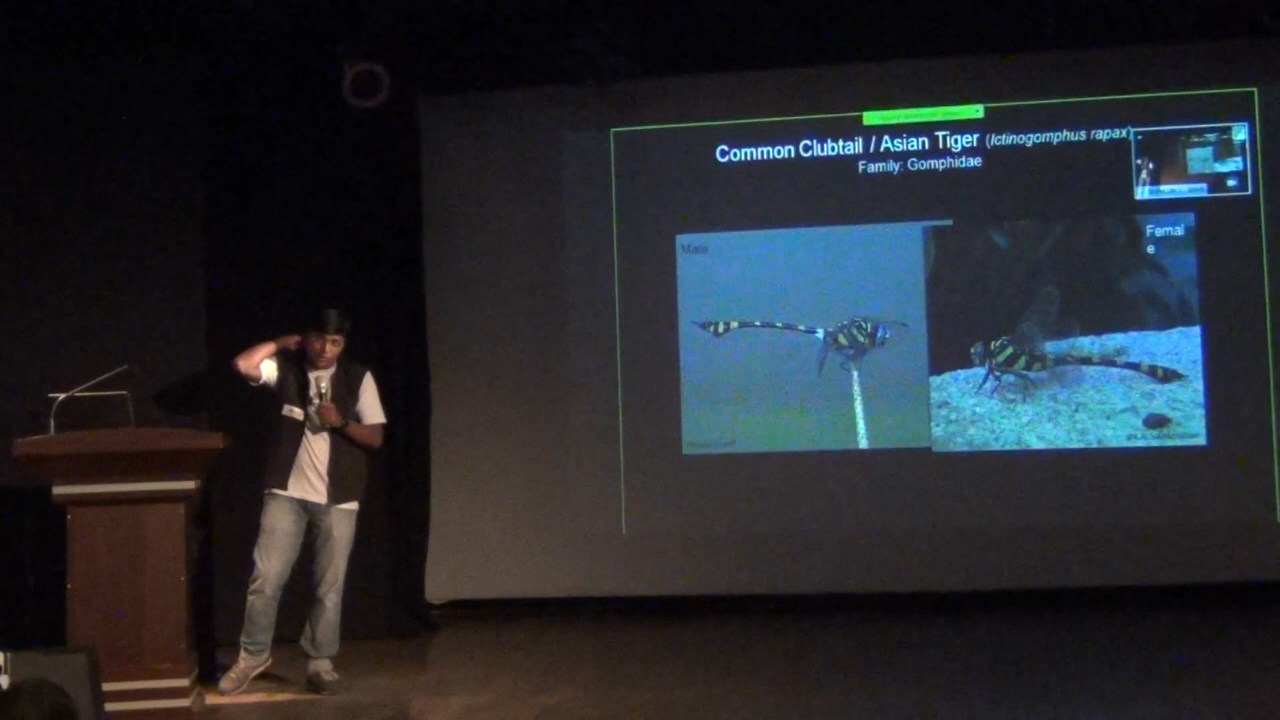 Common Clubtail / Asian Tiger (Ictinogomphus rapax)
Family: Gomphidae
Male
Femal
e